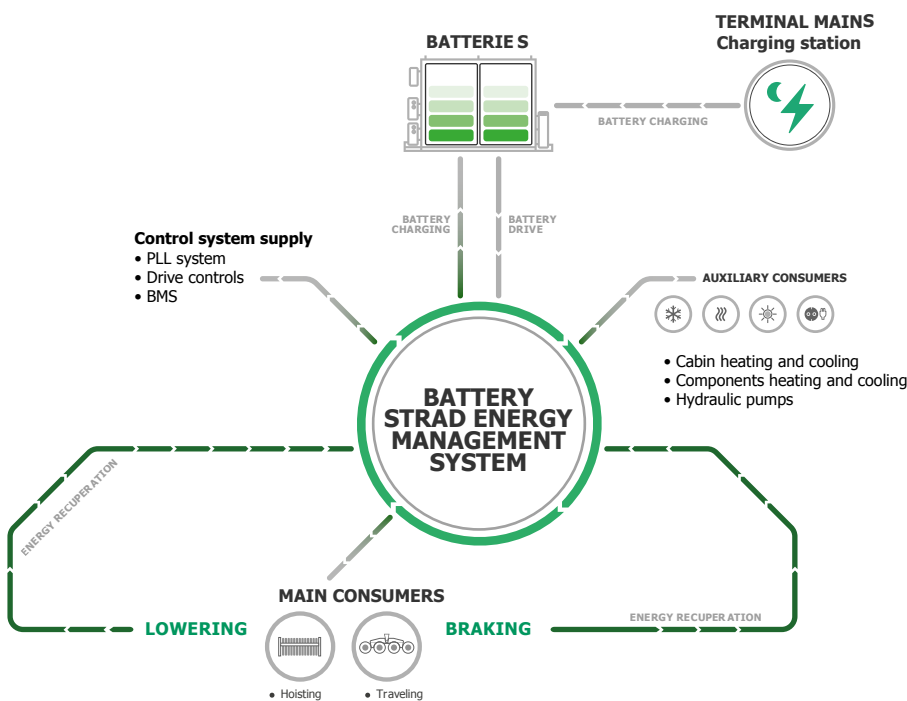 TERMINAL MAINS
Charging station
BATTERIE S
BATTERY CHARGING
BATTERY
CHARGING
BATTERY
DRIVE
Control system supply
• PLL system
• Drive controls
• BMS
AUXILIARY CONSUMERS
• Cabin heating and cooling
• Components heating and cooling
• Hydraulic pumps
BATTERY
STRAD ENERGY
MANAGEMENT
SYSTEM
ENERGY RECUPERATION
MAIN CONSUMERS
LOWERING
BRAKING
ENERGY RECUPERATION
• Hoisting
• Traveling